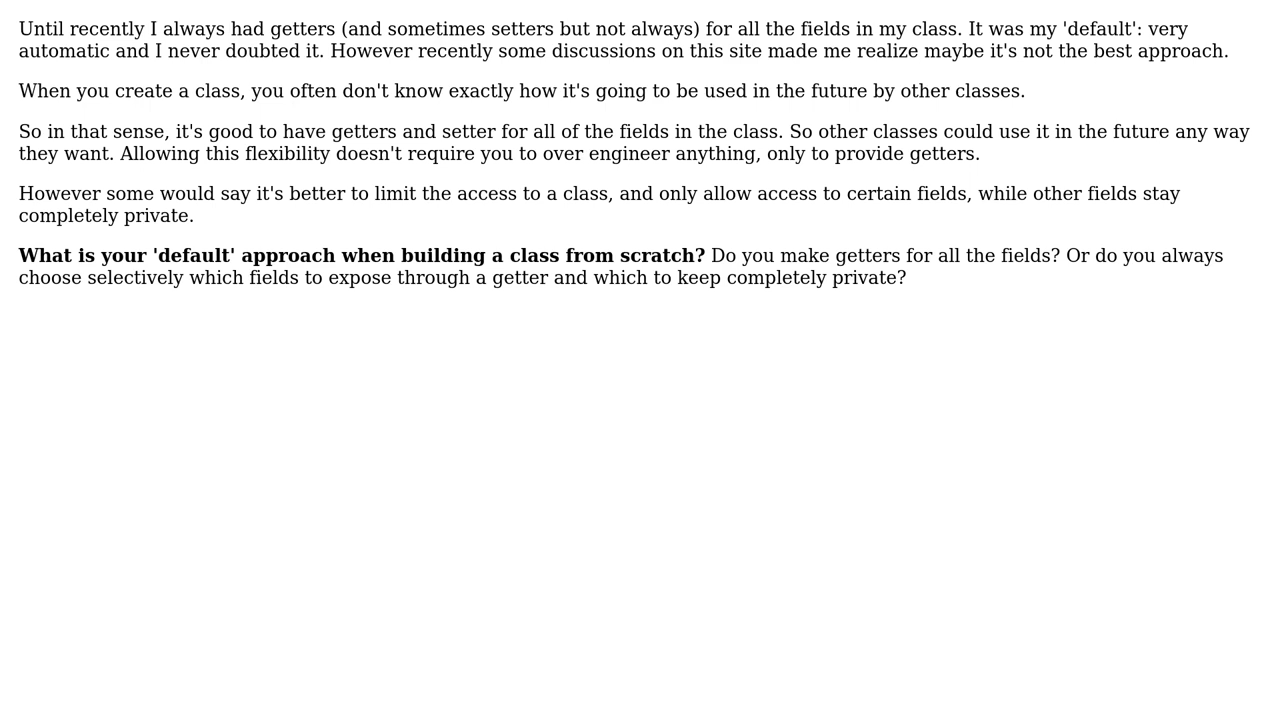 Until recently I always had getters (and sometimes setters but not always) for all the fields in my class. It was my 'default': very
automatic and I never doubted it. However recently some discussions on this site made me realize maybe it's not the best approach.
When you create a class, you often don't know exactly how it's going to be used in the future by other classes.
So in that sense, it's good to have getters and setter for all of the fields in the class. So other classes could use it in the future any way
they want. Allowing this flexibility doesn't require you to over engineer anything, only to provide getters.
However some would say it's better to limit the access to a class, and only allow access to certain fields, while other fields stay
completely private.
What is your 'default' approach when building a class from scratch? Do you make getters for all the fields? Or do you always
choose selectively which fields to expose through a getter and which to keep completely private?